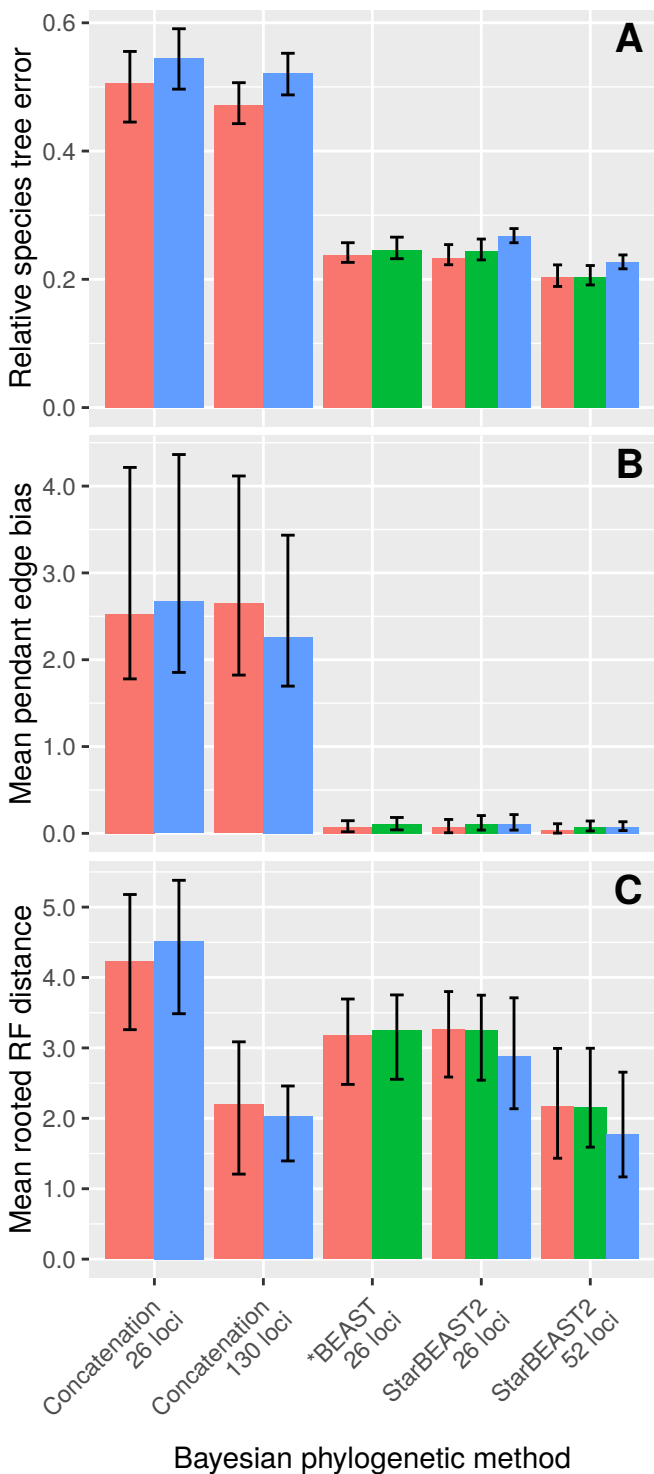 A
Relative species tree error
0.6
0.4
0.2
0.0
B
Mean pendant edge bias
4.0
3.0
2.0
1.0
0.0
C
Mean rooted RF distance
5.0
4.0
3.0
2.0
1.0
0.0
Concatenation
26 loci
Concatenation
130 loci
*BEAST
26 loci
StarBEAST2
26 loci
StarBEAST2
52 loci
Bayesian phylogenetic method